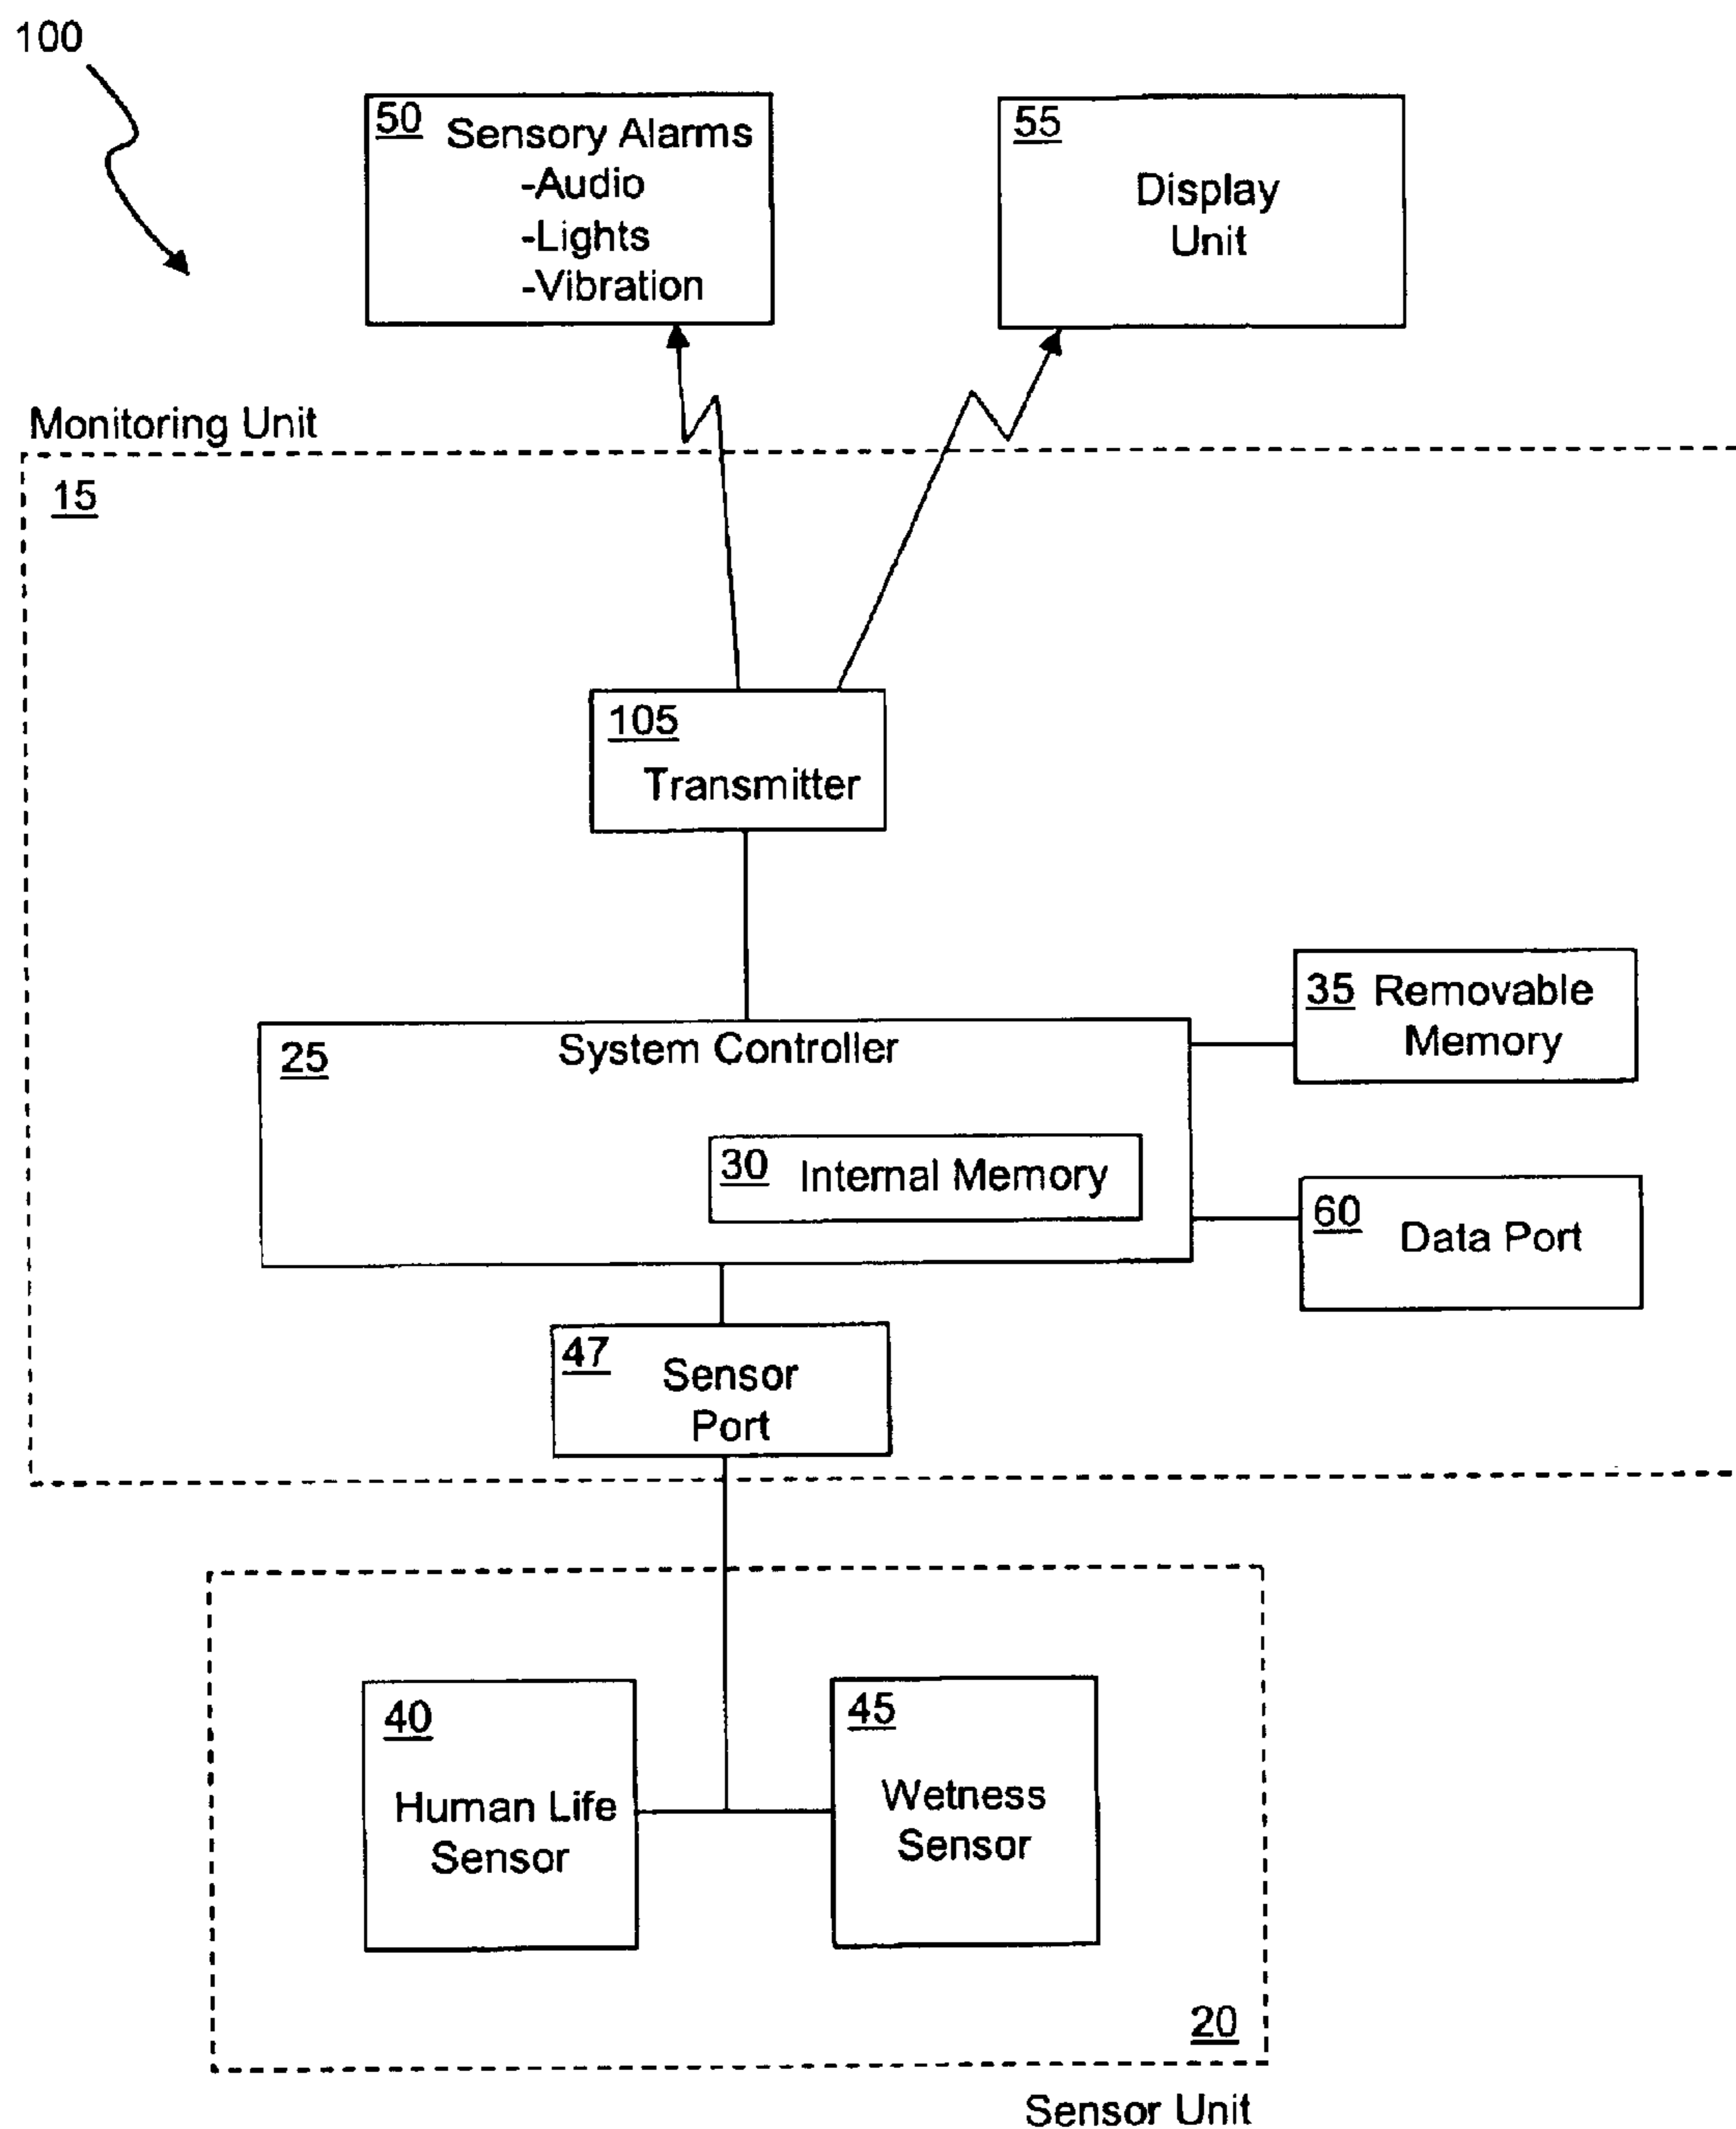 100
50 Sensory Alarms
-Audio
-Lights
-Vibration
55
Display
Unit
Monitoring Unit
15
105
Transmitter
25 System Controller
35 Removable
Memory
30 Internal Memory
60 Data Port
47 Sensor
Port
40
Human Life
Sensor
45
Wetness
Sensor
20
Sensor Unit